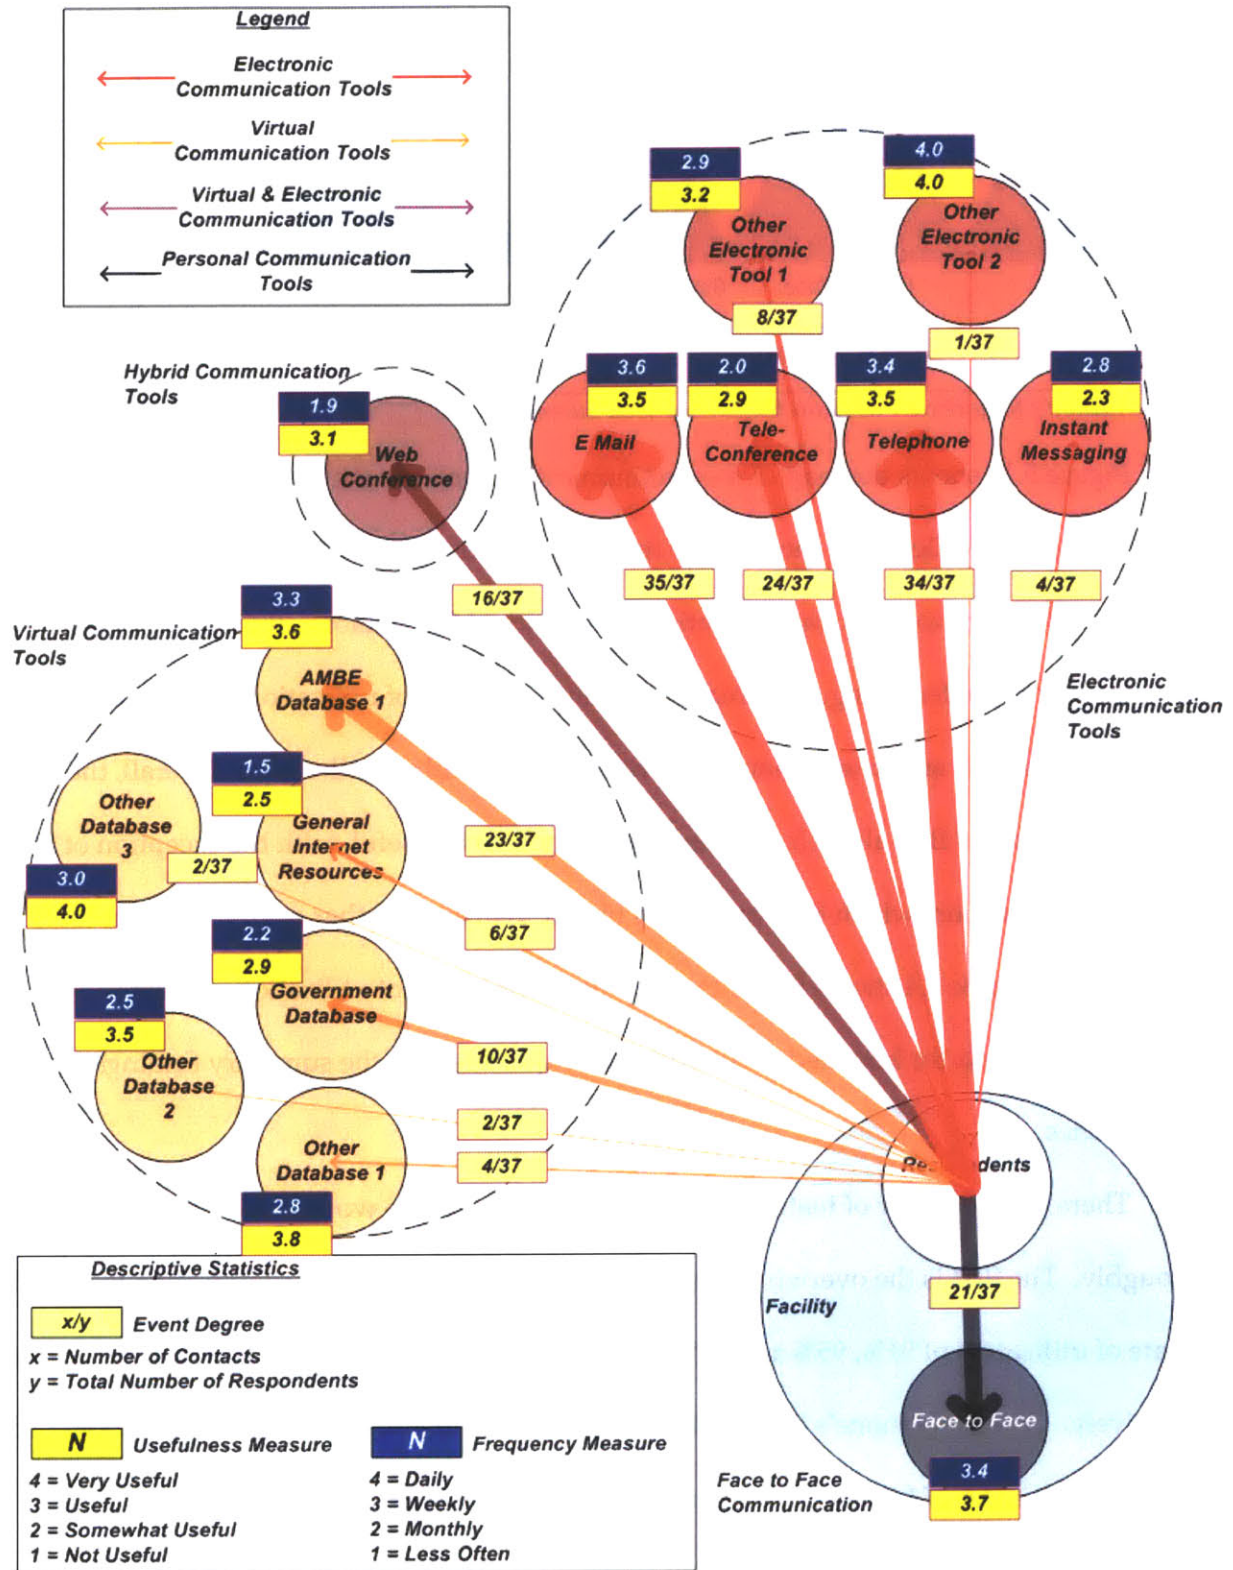 Legend
Electronic
Communication Tools
Virtual
Communication Tools
Virtual & Electronic
Communication Tools
Personal Communication
Tools
2.9
3.2
Other
Electronic
Tool 1
8/37
4.0
4.0
Other
Electronic
Tool 2
1/37
Hybrid Communication
Tools
1.9
3.1
Web
Conference
3.6
3.5
E Mail
2.0
2.9
Tele-
Conference
3.4
3.5
Telephone
2.8
2.3
Instant
Messaging
16/37
35/37
24/37
34/37
4/37
Electronic
Communication
Tools
Virtual Communication
Tools
3.3
3.6
AMBE
Database 1
23/37
Other
Database
3
2/37
3.0
4.0
1.5
2.5
General
Internet
Resources
6/37
2.2
2.9
Government
Database
10/37
2.5
3.5
Other
Database
2
2/37
Other
Database 1
4/37
2.8
3.8
Respondents
21/37
Facility
Face to Face
3.4
3.7
Face to Face
Communication
Descriptive Statistics
x/y Event Degree
x = Number of Contacts
y = Total Number of Respondents
N Usefulness Measure
4 = Very Useful
3 = Useful
2 = Somewhat Useful
1 = Not Useful
N Frequency Measure
4 = Daily
3 = Weekly
2 = Monthly
1 = Less Often